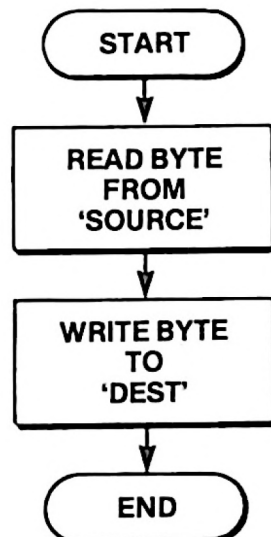 START
READ BYTE
FROM
‘SOURCE’
WRITE BYTE
TO
‘DEST’
END